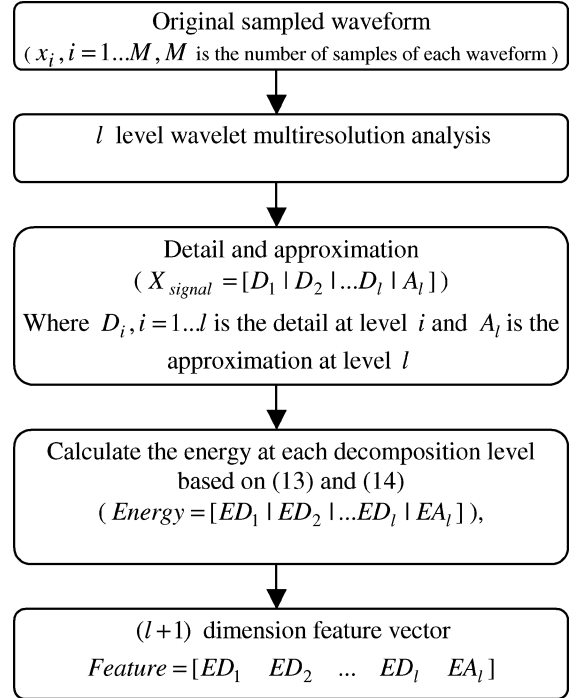 Original sampled waveform
( x_i, i = 1...M, M is the number of samples of each waveform )
l level wavelet multiresolution analysis
Detail and approximation
( X_signal = [D_1 | D_2 | ...D_l | A_l ] )
Where D_i, i = 1...l is the detail at level i and A_l is the
approximation at level l
Calculate the energy at each decomposition level
based on (13) and (14)
( Energy = [ED_1 | ED_2 | ...ED_l | EA_l ] ),
(l+1) dimension feature vector
Feature = [ED_1 ED_2 ... ED_l EA_l ]